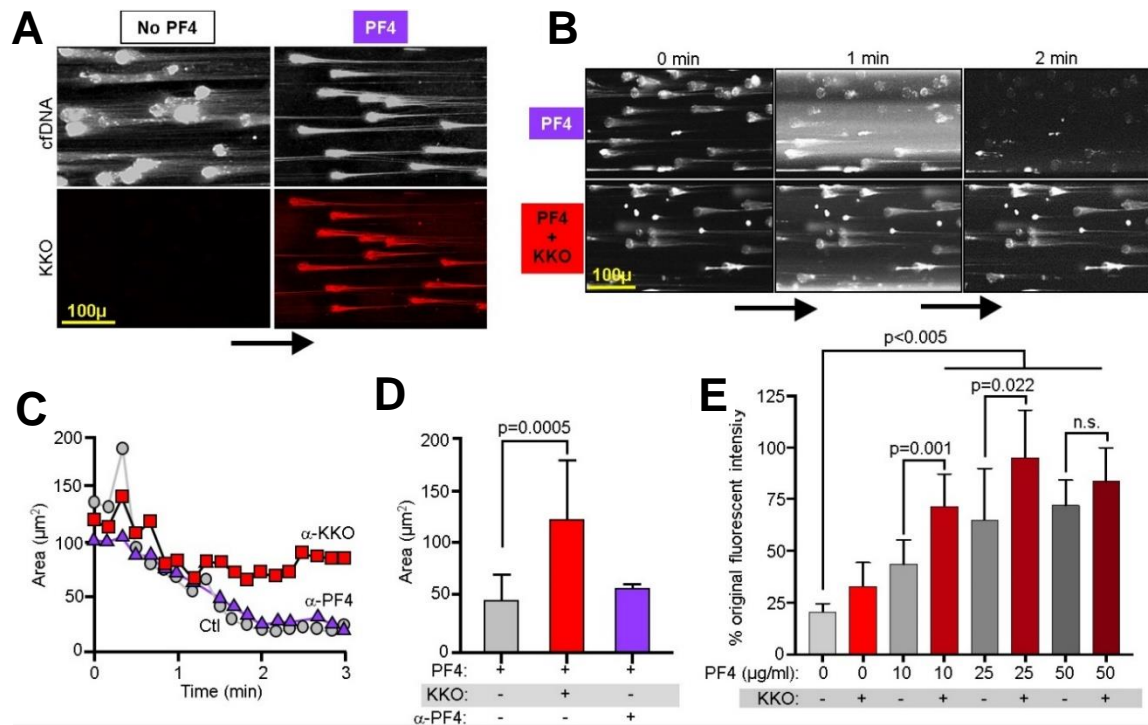 A
No PF4
PF4
cfDNA
KKO
100µ
B
0 min
1 min
2 min
PF4
PF4
+
KKO
100µ
C
200
150
100
50
0
Area (µm²)
α-KKO
α-PF4
Ctl
0
1
2
3
Time (min)
D
200
150
100
50
0
Area (µm²)
p=0.0005
PF4: + + +
KKO: - + -
α-PF4: - - +
E
125
100
75
50
25
0
% original fluorescent intensity
p<0.005
p=0.001
p=0.022
n.s.
PF4 (µg/ml): 0 0 10 10 25 25 50 50
KKO: - + - + - + - +